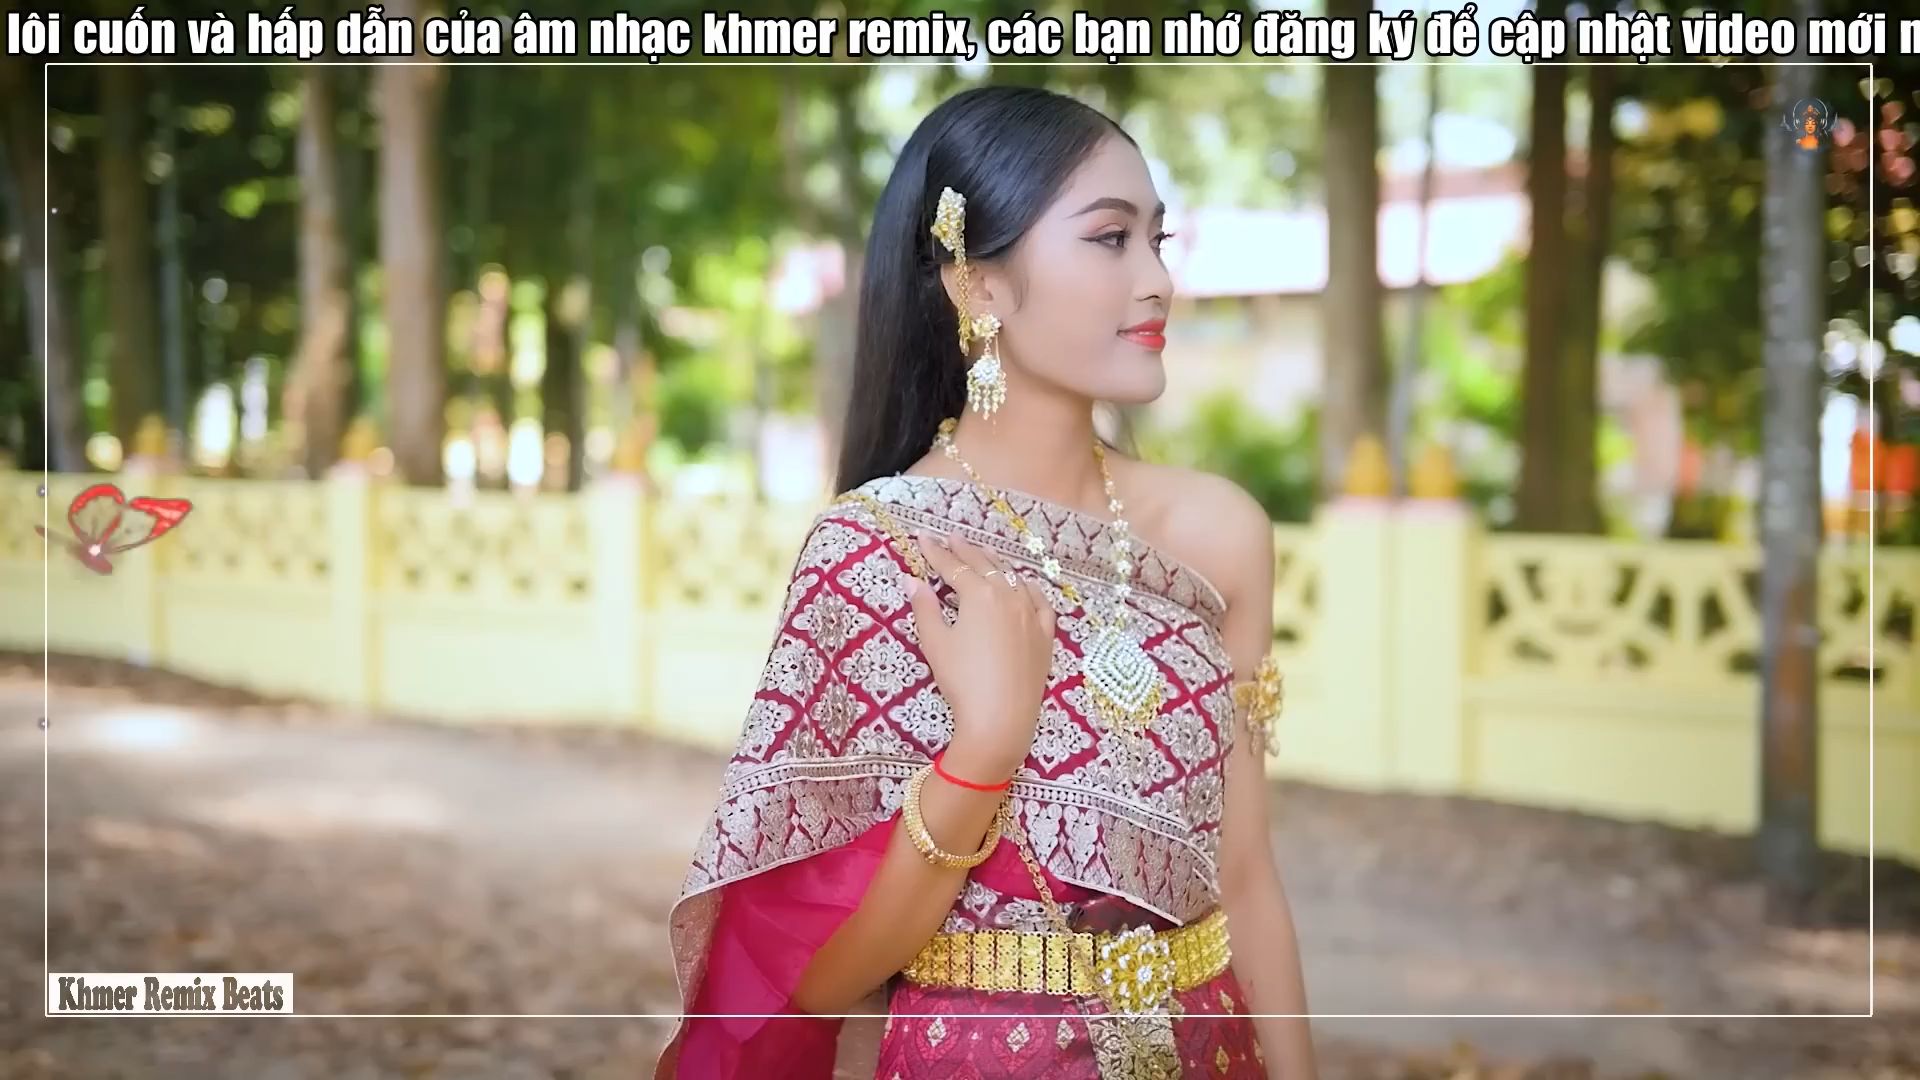 lôi cuốn và hấp dẫn của âm nhạc khmer remix, các bạn nhớ đăng ký để cập nhật video mới
Khmer Remix Beats